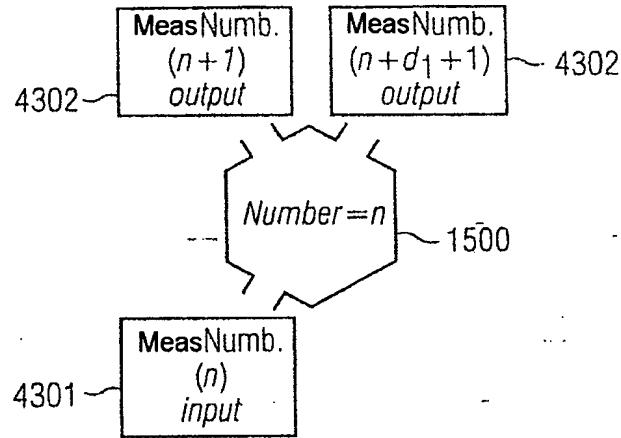 MeasNumb.
(n+1)
output
MeasNumb.
(n+d₁+1)
output
4302
4302
Number=n
1500
MeasNumb.
(n)
input
4301